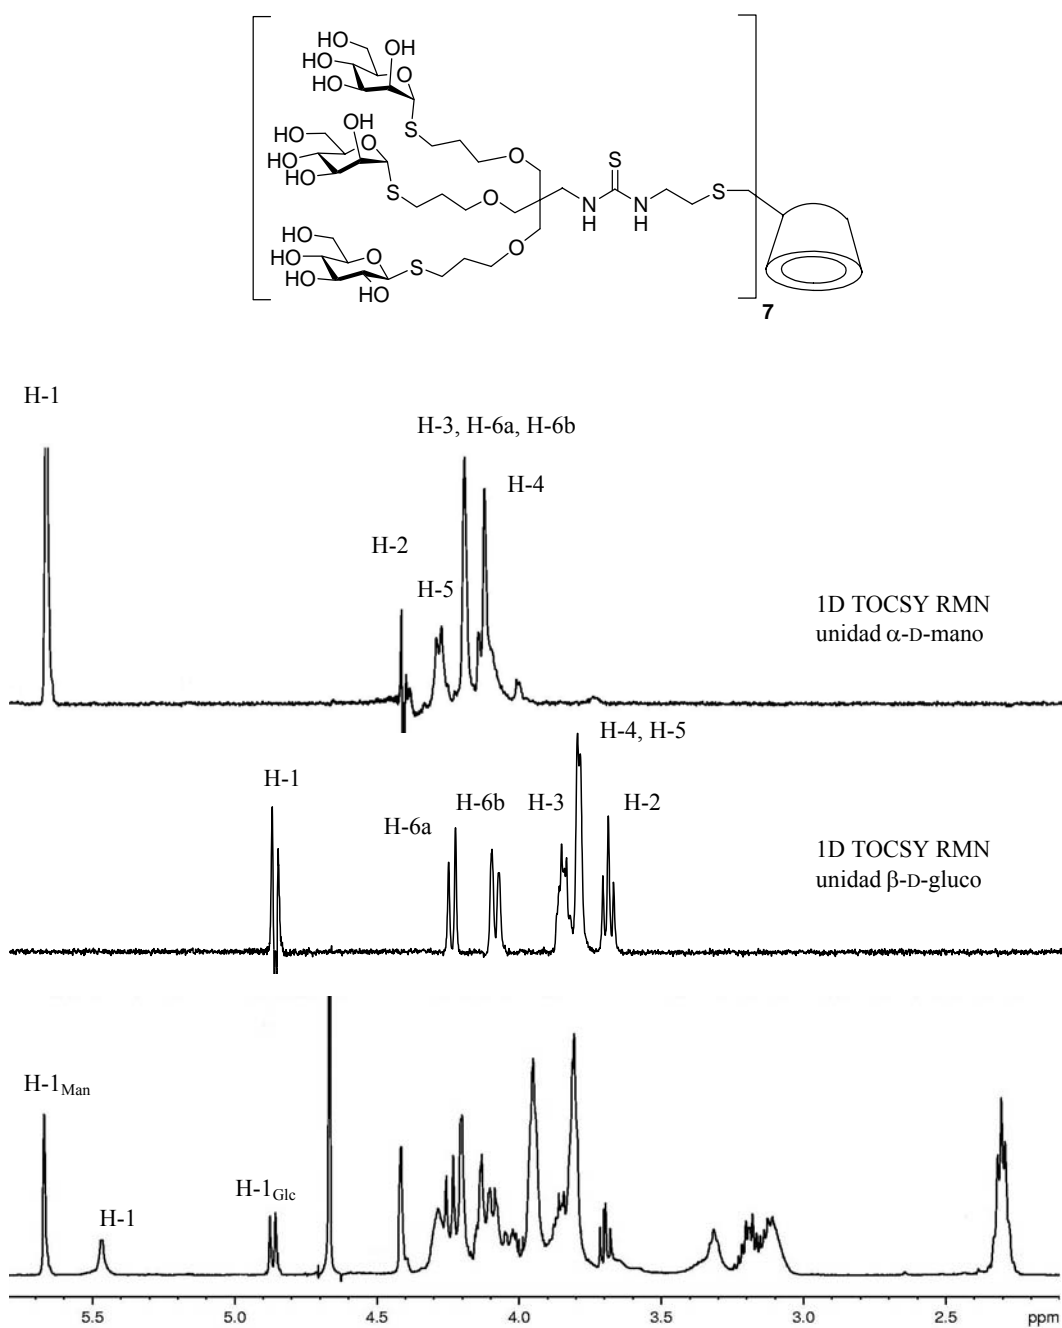 HO
OH
HO
HO
O
S
HO
OH
HO
HO
O
S
O
O
O
S
N
H
N
H
S
HO
HO
HO
O
OH
S
7
H-1
H-3, H-6a, H-6b
H-4
H-2
H-5
1D TOCSY RMN
unidad α-D-mano
H-4, H-5
H-1
H-6b
H-3
H-2
H-6a
1D TOCSY RMN
unidad β-D-gluco
H-1Man
H-1Glc
H-1
5.5 5.0 4.5 4.0 3.5 3.0 2.5 ppm